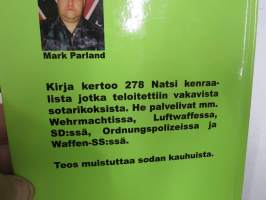 Mark Parland
Kirja kertoo 278 Natsi kenraa-
lista jotka teloitettiin vakavista
sotarikoksista. He palvelivat mm.
Wehrmachtissa, Luftwaffessa,
SD:ssä, Ordnungspolizeissa ja
Waffen-SS:ssä.
Teos muistuttaa sodan kauhuista.